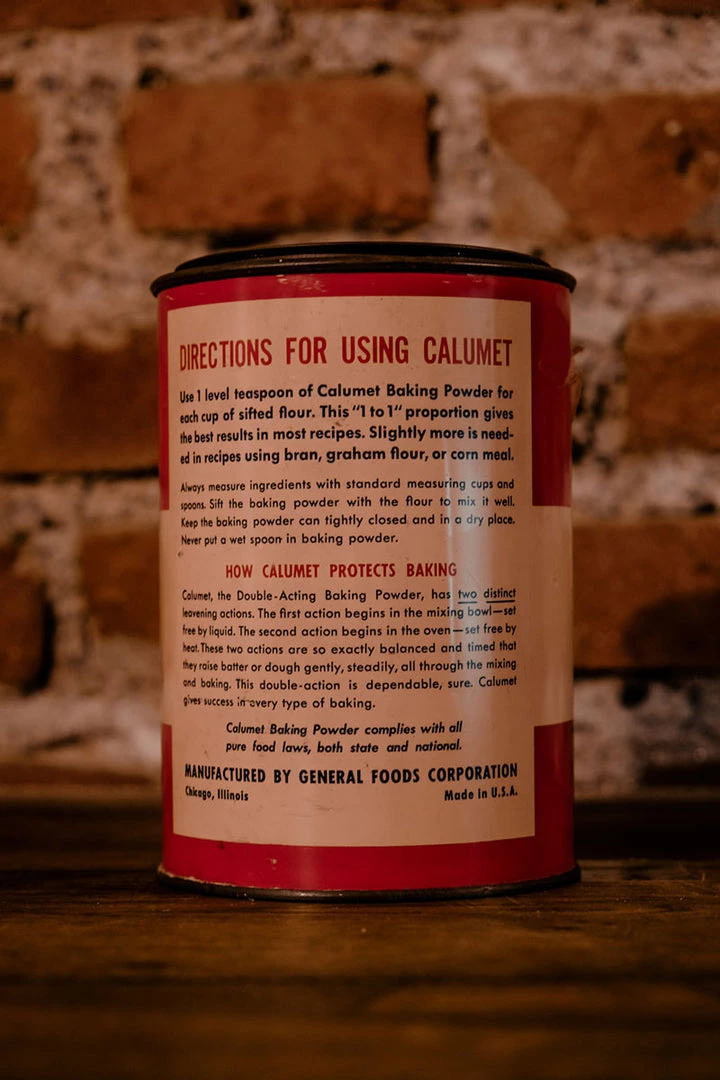 DIRECTIONS FOR USING CALUMET
Use 1 level teaspoon of Calumet Baking Powder for
each cup of sifted flour. This "1 to 1" proportion gives
the best results in most recipes. Slightly more is need-
ed in recipes using bran, graham flour, or corn meal.
Always measure ingredients with standard measuring cups and
spoons. Sift the baking powder with the flour to mix it well.
Keep the baking powder can tightly closed and in a dry place.
Never put a wet spoon in baking powder.
HOW CALUMET PROTECTS BAKING
Calumet, the Double-Acting Baking Powder, has two distinct
leavening actions. The first action begins in the mixing bowl—set
free by liquid. The second action begins in the oven—set free by
heat. These two actions are so exactly balanced and timed that
they raise batter or dough gently, steadily, all through the mixing
and baking. This double-action is dependable, sure. Calumet
gives success in every type of baking.
Calumet Baking Powder complies with all
pure food laws, both state and national.
MANUFACTURED BY GENERAL FOODS CORPORATION
Chicago, Illinois Made in U.S.A.